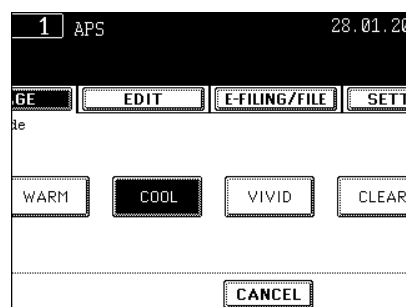 1 APS 28.01.20
GE EDIT E-FILING/FILE SETT
de
WARM COOL VIVID CLEAR
CANCEL